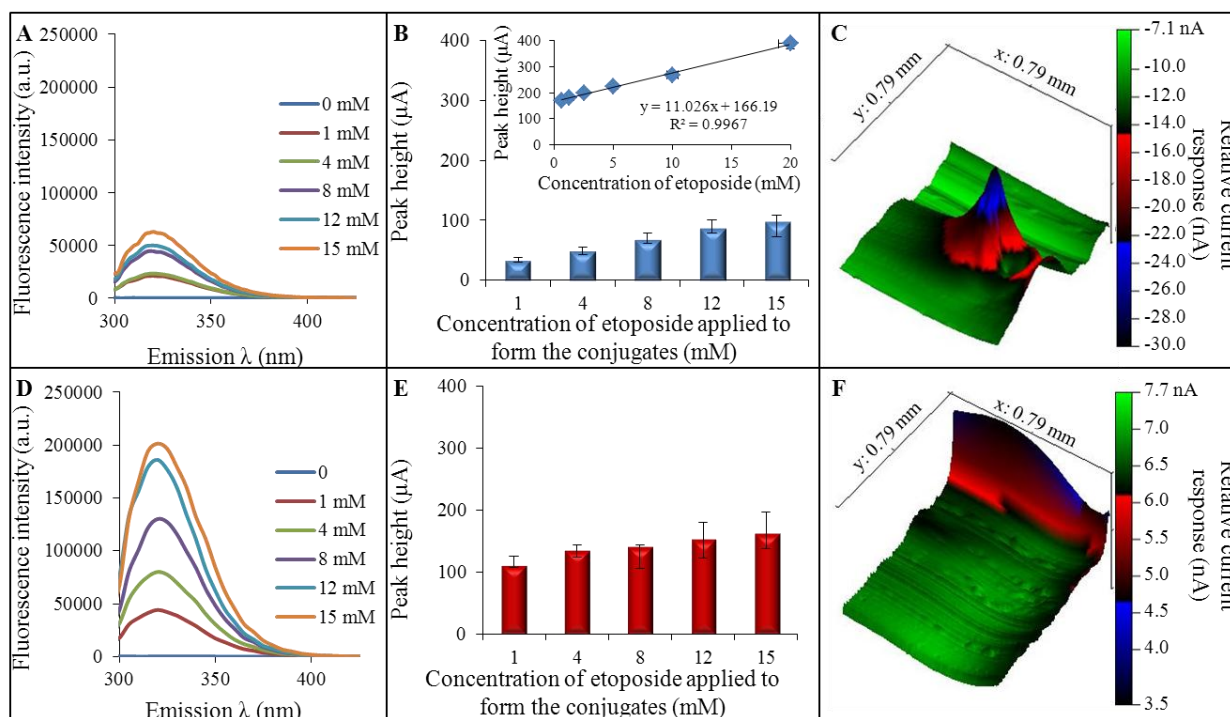 A
Fluorescence intensity (a.u.)
250000
200000
150000
100000
50000
0
300
350
400
Emission λ (nm)
0 mM
1 mM
4 mM
8 mM
12 mM
15 mM
B
Peak height (µA)
400
300
200
100
0
1
4
8
12
15
Concentration of etoposide applied to
form the conjugates (mM)
Peak height (µA)
400
300
200
100
0
0
5
10
15
20
y = 11.026x + 166.19
R² = 0.9967
Concentration of etoposide (mM)
C
y: 0.79 mm
x: 0.79 mm
-7.1 nA
-10.0
-12.0
-14.0
-16.0
-18.0
-20.0
-22.0
-24.0
-26.0
-28.0
-30.0
Relative current
response (nA)
D
Fluorescence intensity (a.u.)
250000
200000
150000
100000
50000
0
300
350
400
Emission λ (nm)
0
1 mM
4 mM
8 mM
12 mM
15 mM
E
Peak height (µA)
400
300
200
100
0
1
4
8
12
15
Concentration of etoposide applied to
form the conjugates (mM)
F
y: 0.79 mm
x: 0.79 mm
7.7 nA
7.0
6.5
6.0
5.0
4.5
4.0
3.5
Relative current
response (nA)